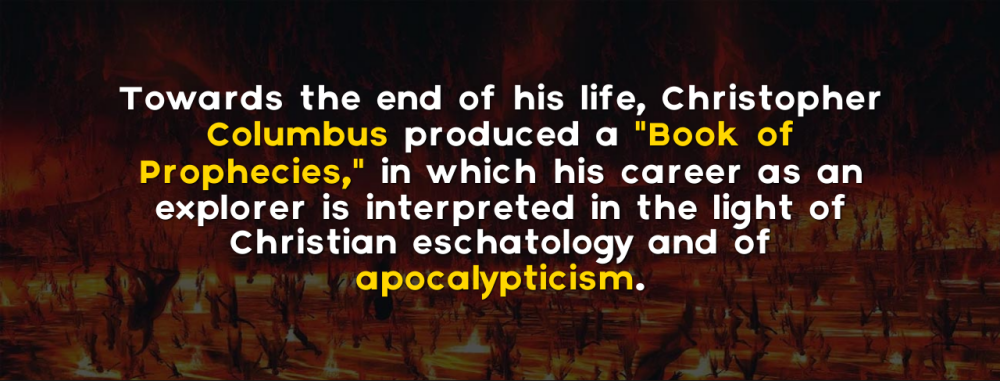 Towards the end of his life, Christopher
Columbus produced a "Book of
Prophecies," in which his career as an
explorer is interpreted in the light of
Christian eschatology and of
apocalypticism.